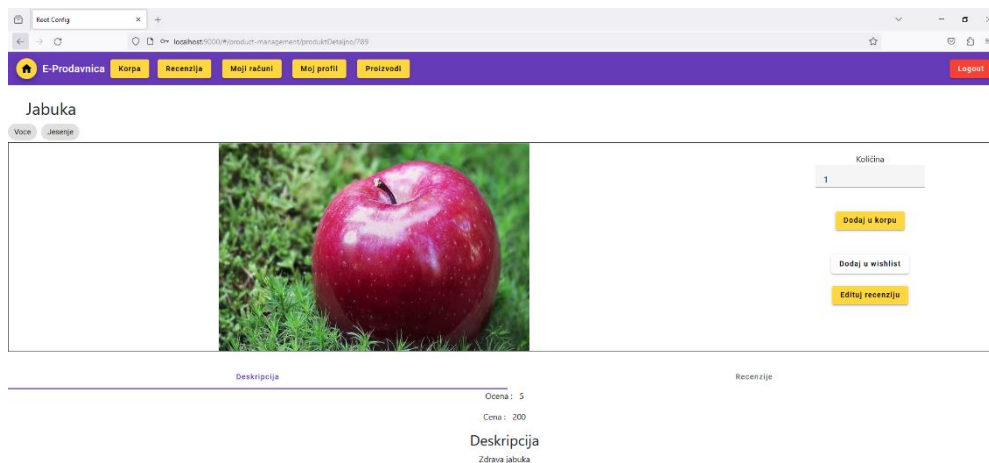 Root Config
localhost:9000/#/product-management/produktDetaljno/789
E-Prodavnica Korpa Recenzija Moji računi Moj profil Proizvodi Logout
Jabuka
Voce Jesenje
Količina
1
Dodaj u korpu
Dodaj u wishlist
Edituj recenziju
Deskripcija Recenzije
Ocena : 5
Cena : 200
Deskripcija
Zdrava jabuka